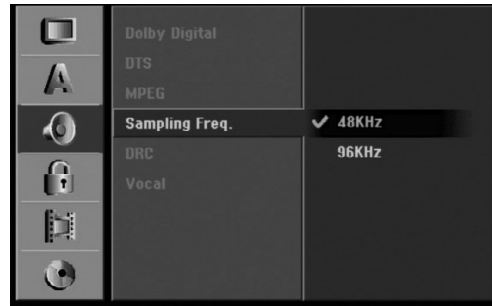 A
Dolby Digital
DTS
MPEG
Sampling Freq.
48KHz
96KHz
DRC
Vocal